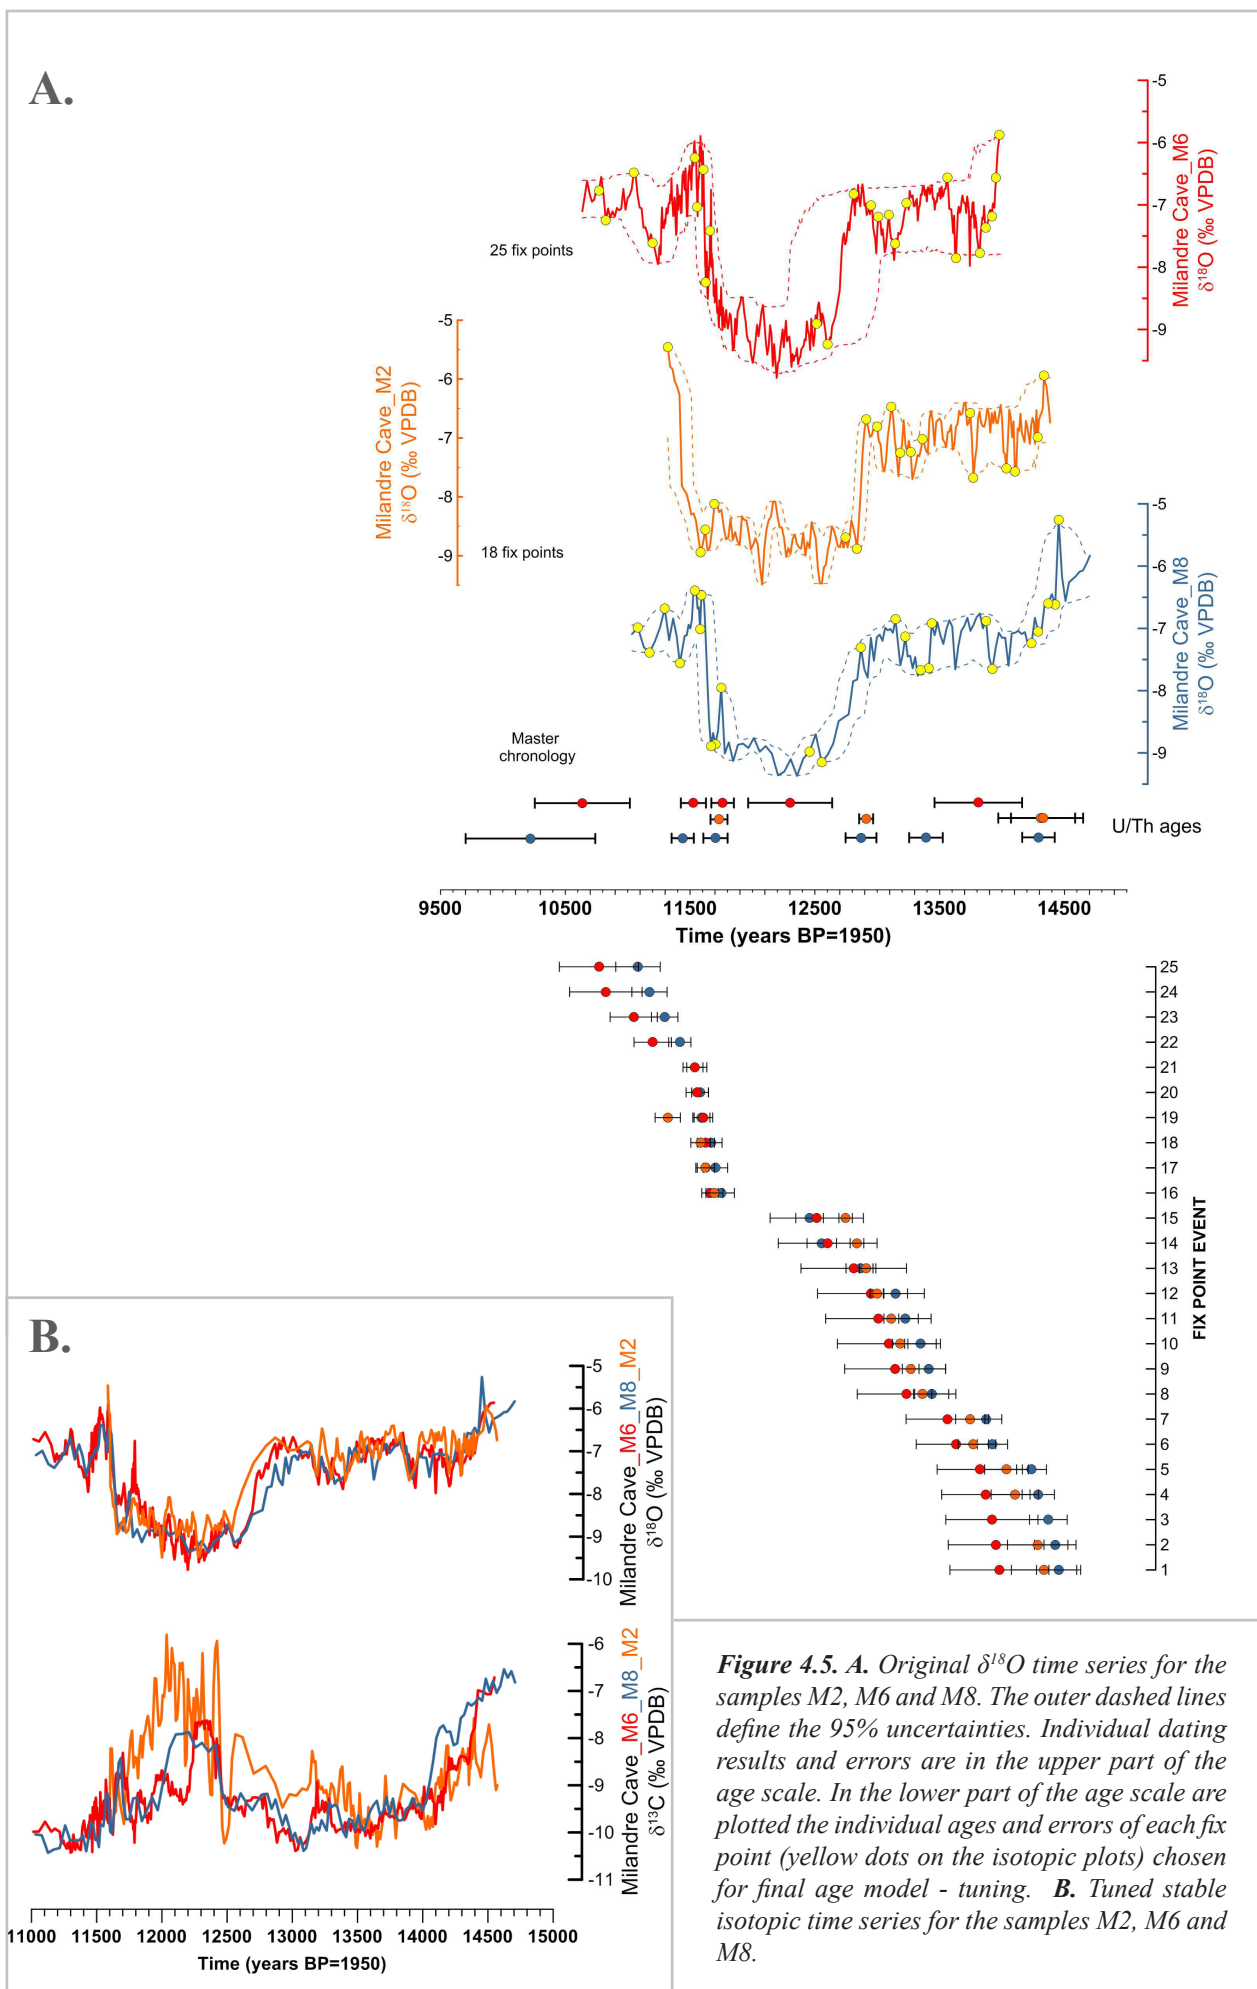 A.
-5
-6
-7
-8
-9
Milandre Cave_M6
δ18O (‰ VPDB)
25 fix points
-5
-6
-7
-8
-9
Milandre Cave_M2
δ18O (‰ VPDB)
18 fix points
-5
-6
-7
-8
-9
Milandre Cave_M8
δ18O (‰ VPDB)
Master
chronology
U/Th ages
9500 10500 11500 12500 13500 14500
Time (years BP=1950)
25
24
23
22
21
20
19
18
17
16
15
14
13
12
11
10
9
8
7
6
5
4
3
2
1
FIX POINT EVENT
B.
-5
-6
-7
-8
-9
-10
Milandre Cave_M6_M8_M2
δ18O (‰ VPDB)
-6
-7
-8
-9
-10
-11
Milandre Cave_M6_M8_M2
δ13C (‰ VPDB)
11000 11500 12000 12500 13000 13500 14000 14500 15000
Time (years BP=1950)
Figure 4.5. A. Original δ18O time series for the
samples M2, M6 and M8. The outer dashed lines
define the 95% uncertainties. Individual dating
results and errors are in the upper part of the
age scale. In the lower part of the age scale are
plotted the individual ages and errors of each fix
point (yellow dots on the isotopic plots) chosen
for final age model - tuning. B. Tuned stable
isotopic time series for the samples M2, M6 and
M8.